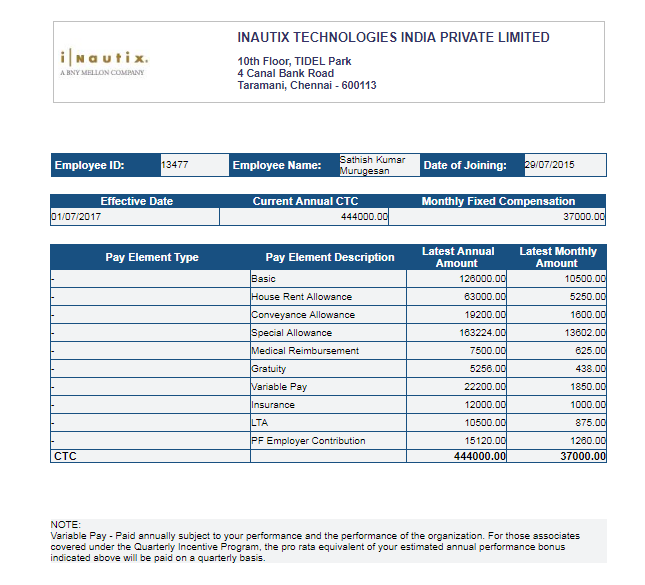 INAUTIX TECHNOLOGIES INDIA PRIVATE LIMITED
iNautix.
A BNY MELLON COMPANY
10th Floor, TIDEL Park
4 Canal Bank Road
Taramani, Chennai - 600113
Employee ID: 13477 Employee Name: Sathish Kumar Murugesan Date of Joining: 29/07/2015
Effective Date Current Annual CTC Monthly Fixed Compensation
01/07/2017 444000.00 37000.00
Pay Element Type Pay Element Description Latest Annual Amount Latest Monthly Amount
- Basic 126000.00 10500.00
- House Rent Allowance 63000.00 5250.00
- Conveyance Allowance 19200.00 1600.00
- Special Allowance 163224.00 13602.00
- Medical Reimbursement 7500.00 625.00
- Gratuity 5256.00 438.00
- Variable Pay 22200.00 1850.00
- Insurance 12000.00 1000.00
- LTA 10500.00 875.00
- PF Employer Contribution 15120.00 1260.00
CTC 444000.00 37000.00
NOTE:
Variable Pay - Paid annually subject to your performance and the performance of the organization. For those associates
covered under the Quarterly Incentive Program, the pro rata equivalent of your estimated annual performance bonus
indicated above will be paid on a quarterly basis.